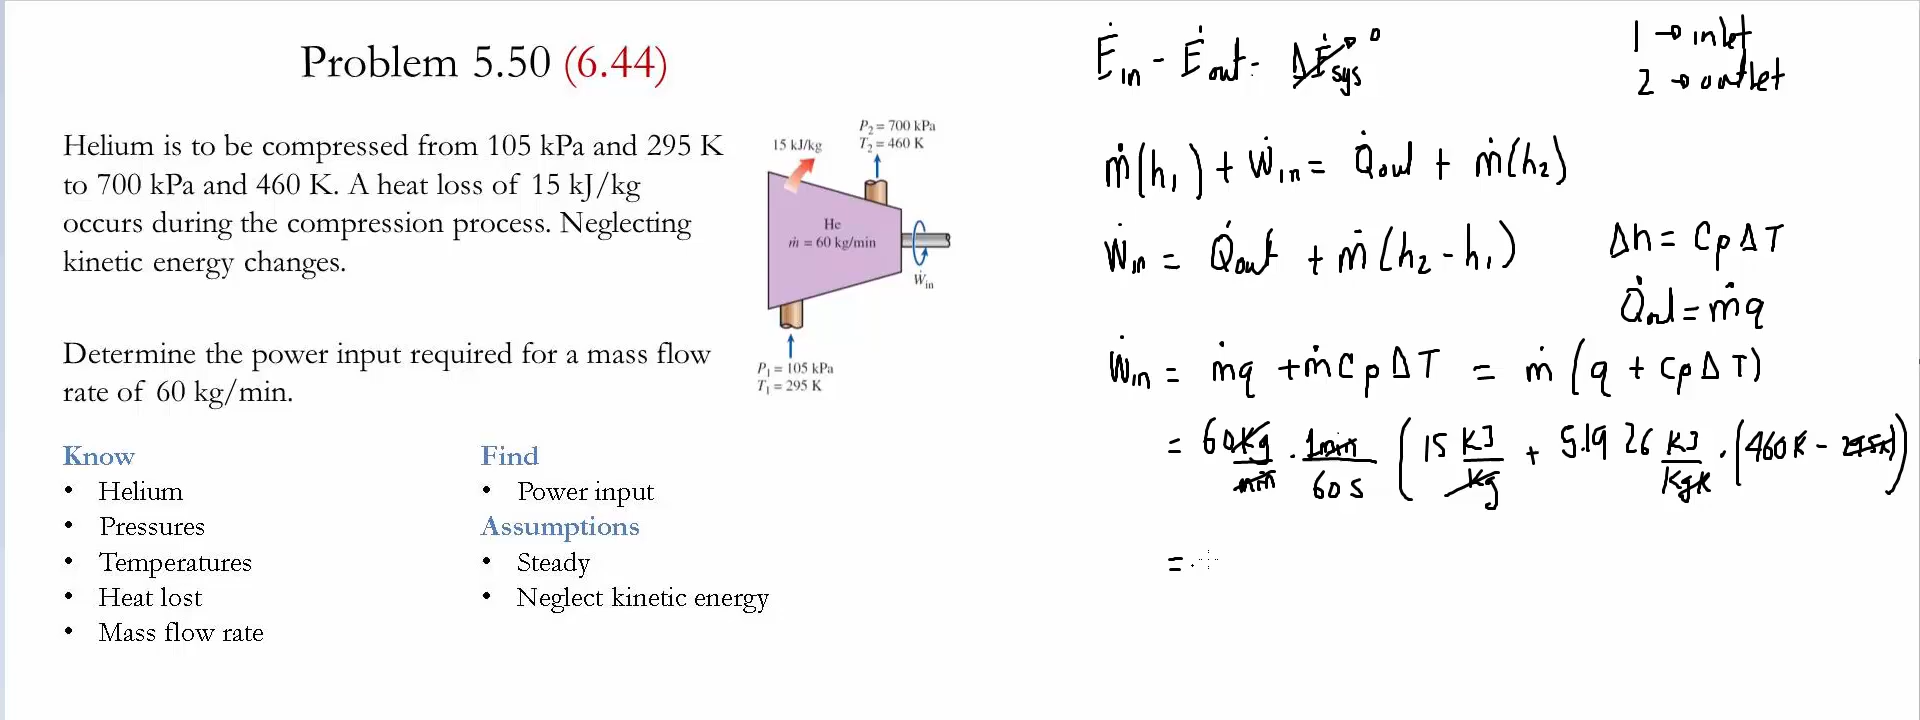 Problem 5.50 (6.44)
Helium is to be compressed from 105 kPa and 295 K
to 700 kPa and 460 K. A heat loss of 15 kJ/kg
occurs during the compression process. Neglecting
kinetic energy changes.
Determine the power input required for a mass flow
rate of 60 kg/min.
Know
• Helium
• Pressures
• Temperatures
• Heat lost
• Mass flow rate
Find
• Power input
Assumptions
• Steady
• Neglect kinetic energy
P₂ = 700 kPa
T₂ = 460 K
15 kJ/kg
He
ṁ = 60 kg/min
Ẇin
P₁ = 105 kPa
T₁ = 295 K
Ėin - Ėout = ΔĖsys → 0
1 → inlet
2 → outlet
ṁ(h₁) + Ẇin = Q̇out + ṁ(h₂)
Ẇin = Q̇out + ṁ(h₂ - h₁)
Δh = CpΔT
Q̇out = ṁq
Ẇin = ṁq + ṁCpΔT = ṁ(q + CpΔT)
= 60 kg/min · 1min/60s (15 kJ/kg + 5.1926 kJ/kgK · (460K - 295K))
=